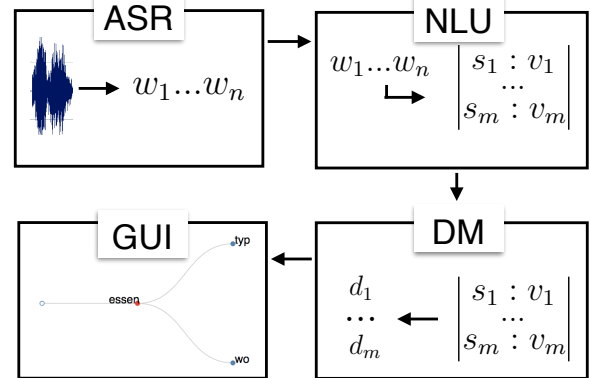 ASR
w₁...wₙ
NLU
w₁...wₙ
s₁ : v₁
...
sₘ : vₘ
GUI
typ
essen
wo
DM
d₁
...
dₘ
s₁ : v₁
...
sₘ : vₘ